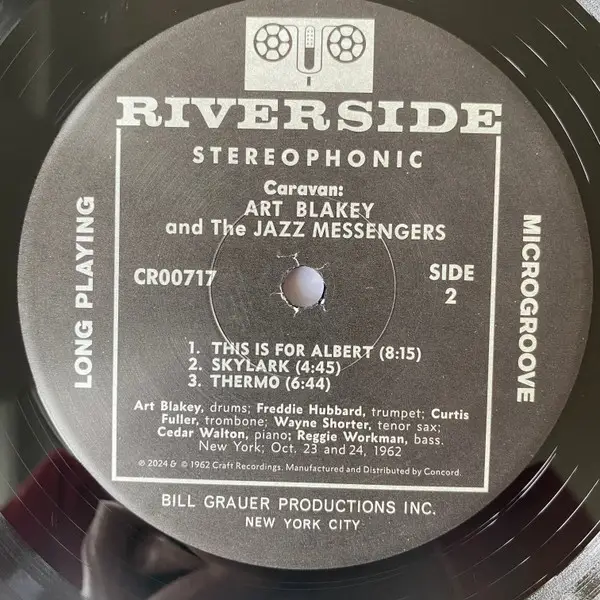 RIVERSIDE
STEREOPHONIC
Caravan:
ART BLAKEY
and The JAZZ MESSENGERS
LONG PLAYING
MICROGROOVE
CR00717
SIDE
2
1. THIS IS FOR ALBERT (8:15)
2. SKYLARK (4:45)
3. THERMO (6:44)
Art Blakey, drums; Freddie Hubbard, trumpet; Curtis
Fuller, trombone; Wayne Shorter, tenor sax;
Cedar Walton, piano; Reggie Workman, bass.
New York; Oct. 23 and 24, 1962
℗ 2024 & © 1962 Craft Recordings. Manufactured and Distributed by Concord.
BILL GRAUER PRODUCTIONS INC.
NEW YORK CITY